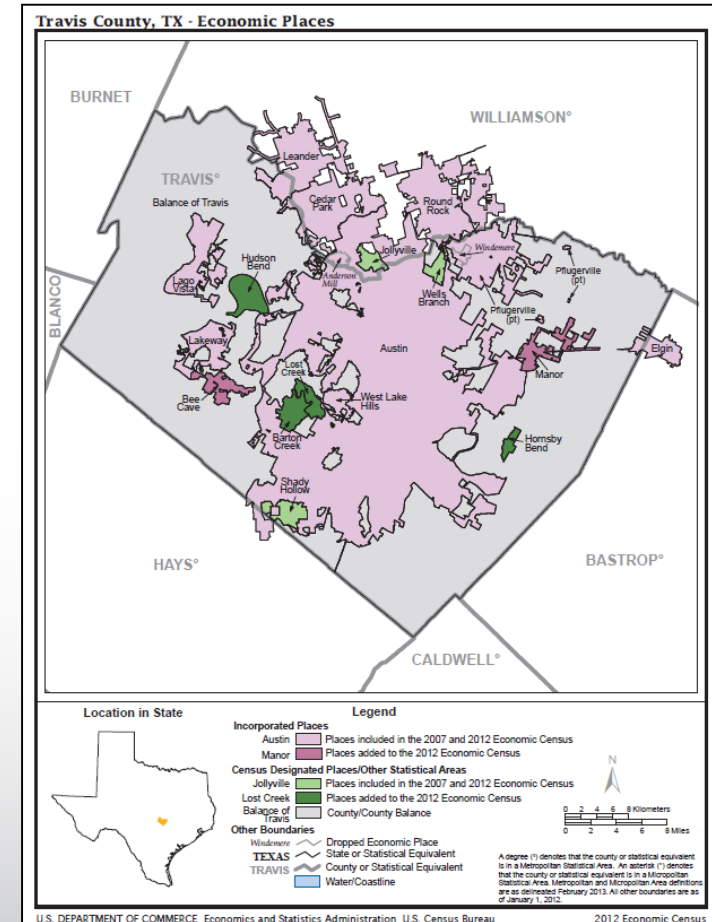 Travis County, TX - Economic Places
BURNET
WILLIAMSON°
Leander
TRAVIS°
Cedar
Park
Round
Rock
Balance of Travis
Hudson
Bend
Jollyville
Windemere
Pflugerville
(pt)
Anderson
Mill
Lago
Vista
Wells
Branch
BLANCO
Pflugerville
(pt)
Lakeway
Austin
Elgin
Lost
Creek
Manor
Bee
Cave
West Lake
Hills
Barton
Creek
Hornsby
Bend
Shady
Hollow
HAYS°
BASTROP°
CALDWELL°
Location in State
Legend
Incorporated Places
Austin Places included in the 2007 and 2012 Economic Census
Manor Places added to the 2012 Economic Census
Census Designated Places/Other Statistical Areas
Jollyville Places included in the 2007 and 2012 Economic Census
Lost Creek Places added to the 2012 Economic Census
Balance of
Travis County/County Balance
Other Boundaries
Windemere Dropped Economic Place
TEXAS State or Statistical Equivalent
TRAVIS County or Statistical Equivalent
Water/Coastline
N
0 2 4 6 8 Kilometers
0 2 4 6 8 Miles
A degree (°) denotes that the county or statistical equivalent
is in a Metropolitan Statistical Area. An asterisk (*) denotes
that the county or statistical equivalent is in a Micropolitan
Statistical Area. Metropolitan and Micropolitan Area definitions
are as delineated February 2013. All other boundaries are as
of January 1, 2012.
U.S. DEPARTMENT OF COMMERCE Economics and Statistics Administration U.S. Census Bureau
2012 Economic Census